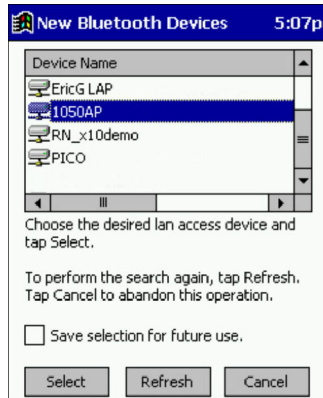 New Bluetooth Devices 5:07p
Device Name
EricG LAP
1050AP
RN_x10demo
PICO
Choose the desired lan access device and
tap Select.
To perform the search again, tap Refresh.
Tap Cancel to abandon this operation.
Save selection for future use.
Select Refresh Cancel